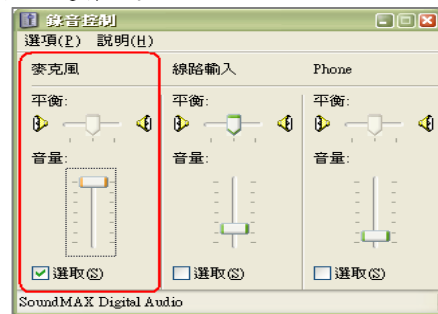 錄音控制
選項(P) 說明(H)
麥克風 線路輸入 Phone
平衡: 平衡: 平衡:
音量: 音量: 音量:
選取(S) 選取(S) 選取(S)
SoundMAX Digital Audio